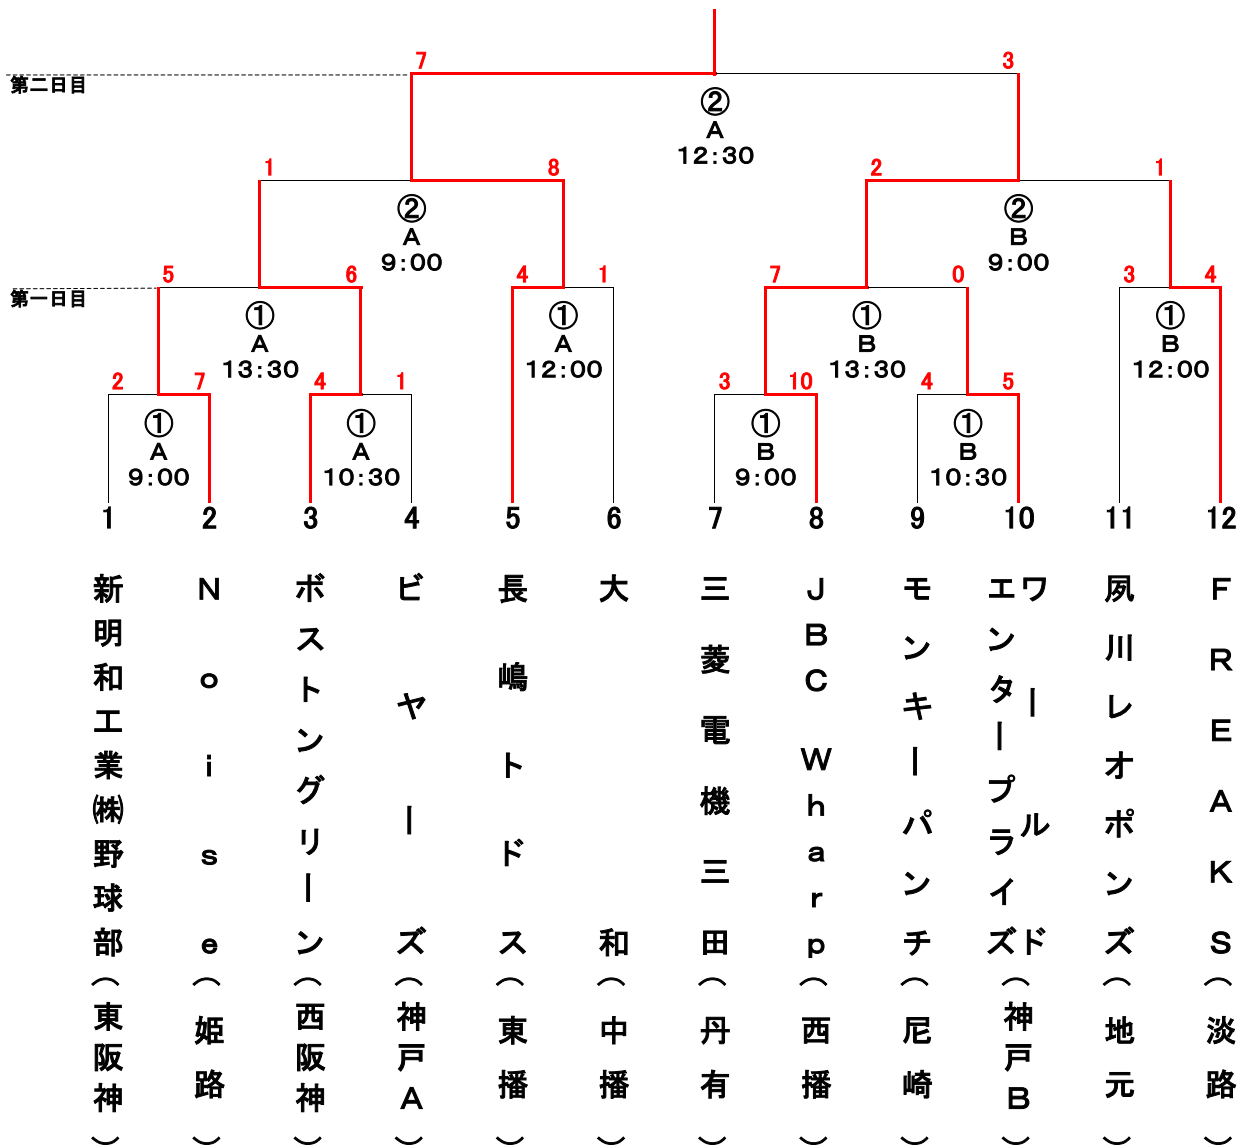 7 3
第二日目
②
A
12:30
1 8 2 1
② ②
A B
9:00 9:00
5 6 4 1 7 0 3 4
第一日目
① ① ① ①
A A B B
13:30 12:00 13:30 12:00
2 7 4 1 3 10 4 5
① ① ① ①
A A B B
9:00 10:30 9:00 10:30
1 2 3 4 5 6 7 8 9 10 11 12
新明和工業㈱野球部(東阪神)
Noise(姫路)
ボストングリーン(西阪神)
ビヤーズ(神戸A)
長嶋トドス(東播)
大和(中播)
三菱電機三田(丹有)
JBC Wharp(西播)
モンキーパンチ(尼崎)
ワールド
エンタープライズ(神戸B)
夙川レオポンズ(地元)
FREAKS(淡路)